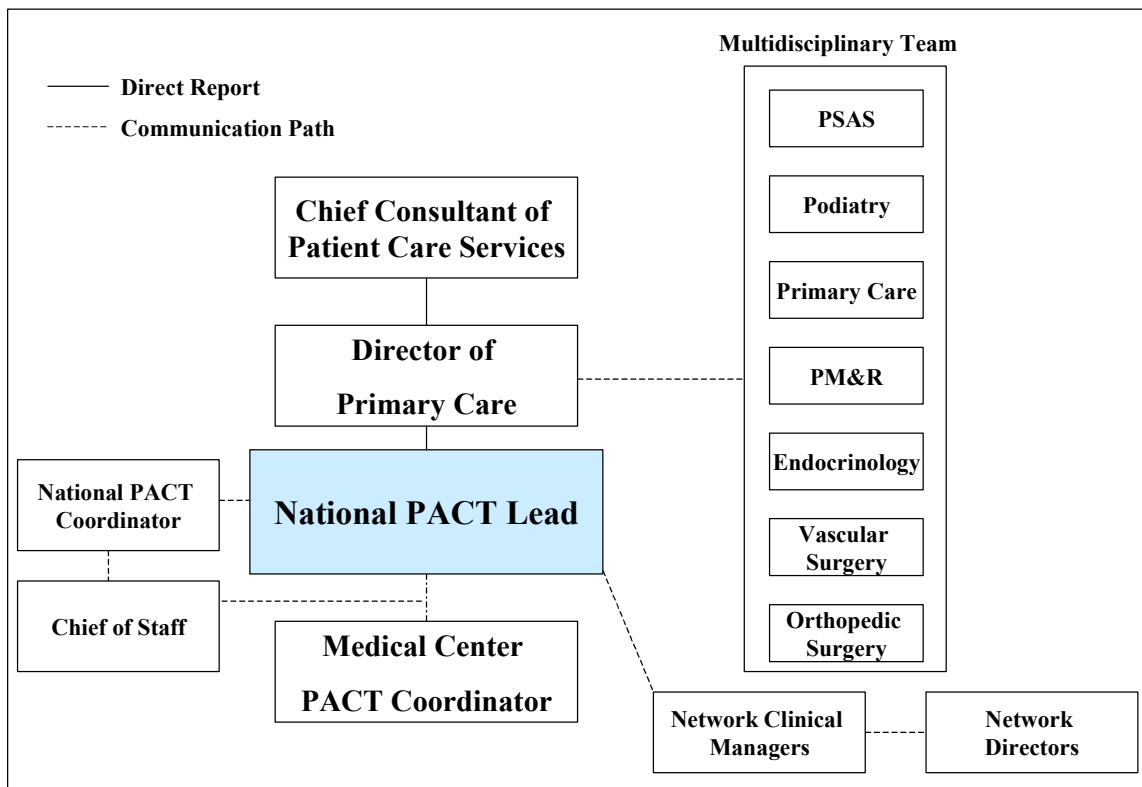 Multidisciplinary Team
Direct Report
Communication Path
PSAS
Podiatry
Primary Care
PM&R
Endocrinology
Vascular
Surgery
Orthopedic
Surgery
Chief Consultant of
Patient Care Services
Director of
Primary Care
National PACT
Coordinator
National PACT Lead
Chief of Staff
Medical Center
PACT Coordinator
Network Clinical
Managers
Network
Directors